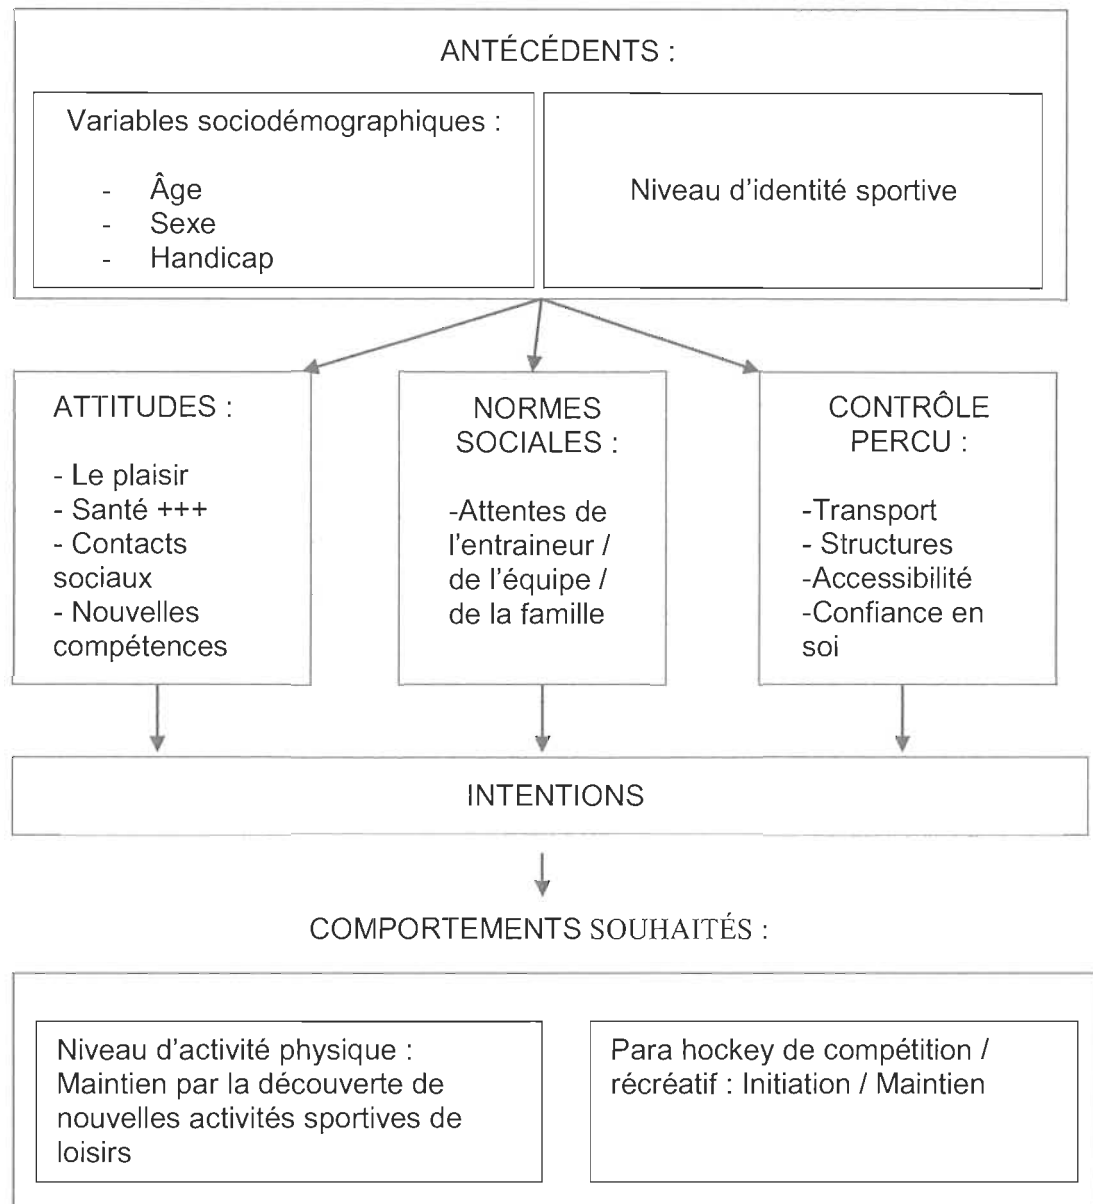 ANTÉCÉDENTS :
Variables sociodémographiques :
- Âge
- Sexe
- Handicap
Niveau d'identité sportive
ATTITUDES :
- Le plaisir
- Santé +++
- Contacts
sociaux
- Nouvelles
compétences
NORMES
SOCIALES :
-Attentes de
l'entraineur /
de l'équipe /
de la famille
CONTRÔLE
PERCU :
-Transport
- Structures
-Accessibilité
-Confiance en
soi
INTENTIONS
COMPORTEMENTS SOUHAITÉS :
Niveau d'activité physique :
Maintien par la découverte de
nouvelles activités sportives de
loisirs
Para hockey de compétition /
récréatif : Initiation / Maintien